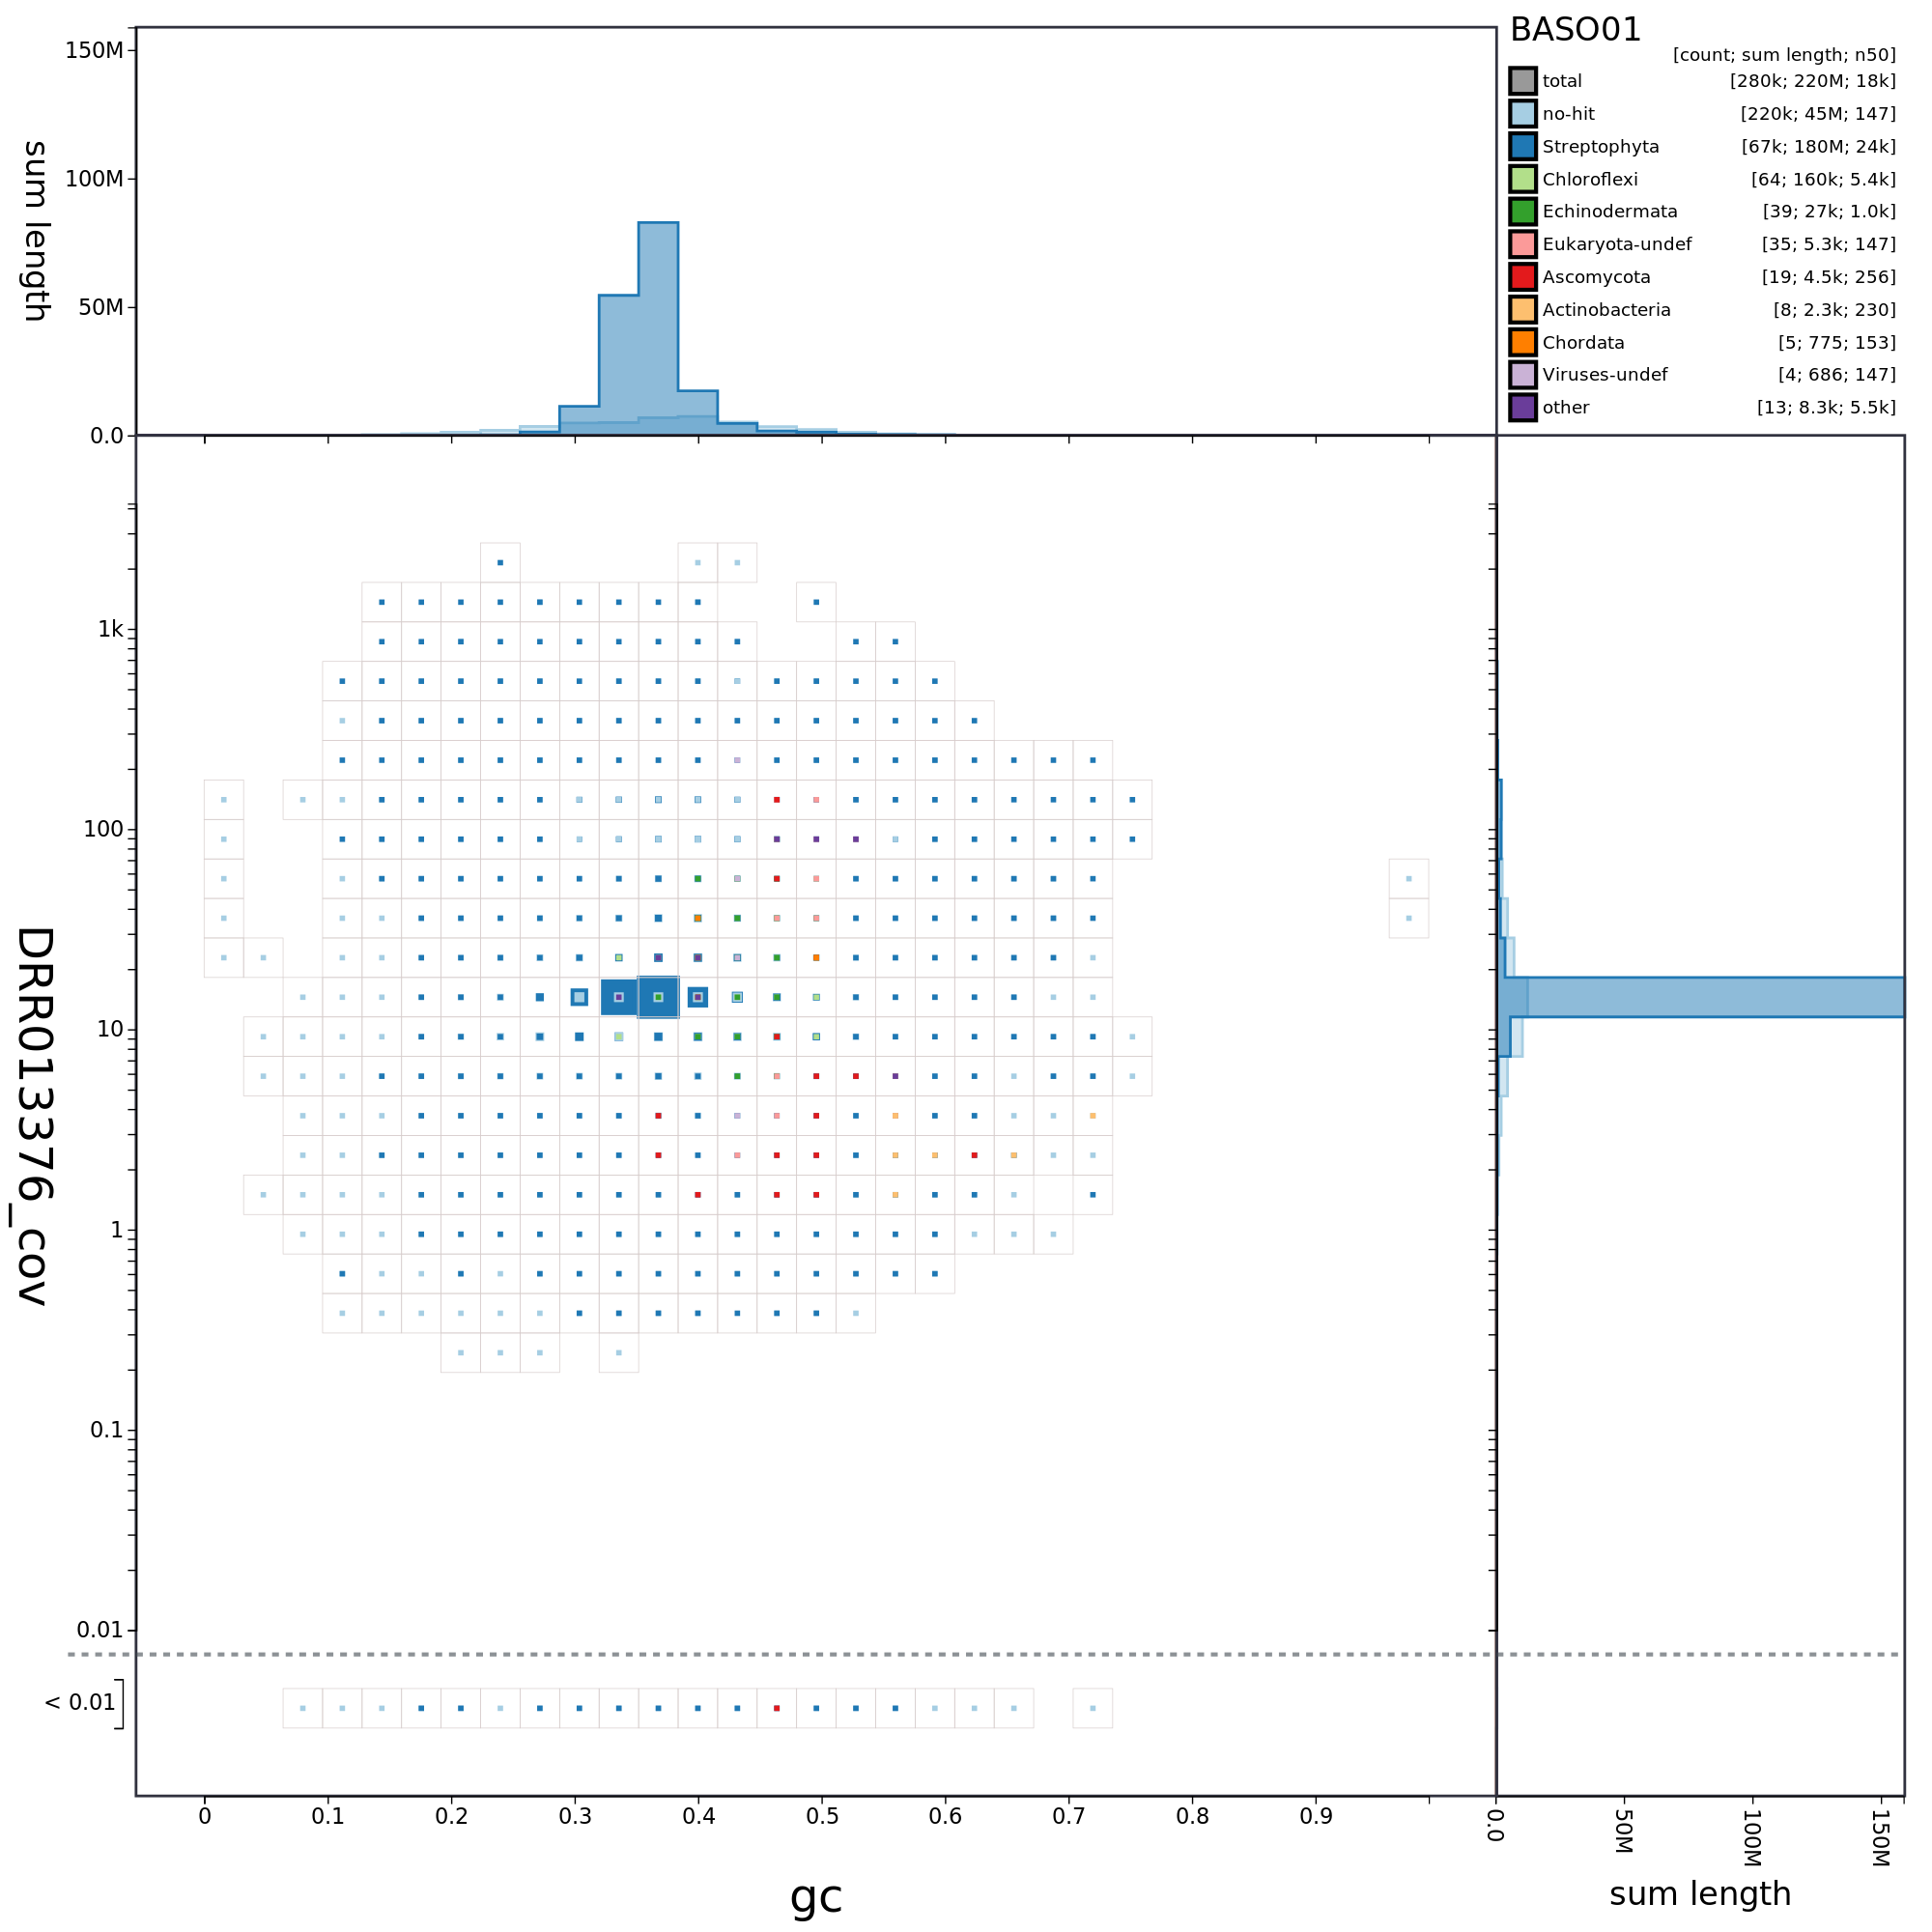 BASO01
[count; sum length; n50]
total [280k; 220M; 18k]
no-hit [220k; 45M; 147]
Streptophyta [67k; 180M; 24k]
Chloroflexi [64; 160k; 5.4k]
Echinodermata [39; 27k; 1.0k]
Eukaryota-undef [35; 5.3k; 147]
Ascomycota [19; 4.5k; 256]
Actinobacteria [8; 2.3k; 230]
Chordata [5; 775; 153]
Viruses-undef [4; 686; 147]
other [13; 8.3k; 5.5k]
sum length
150M
100M
50M
0.0
DRR013376_cov
1k
100
10
1
0.1
0.01
< 0.01
0 0.1 0.2 0.3 0.4 0.5 0.6 0.7 0.8 0.9
gc
0.0 50M 100M 150M
sum length